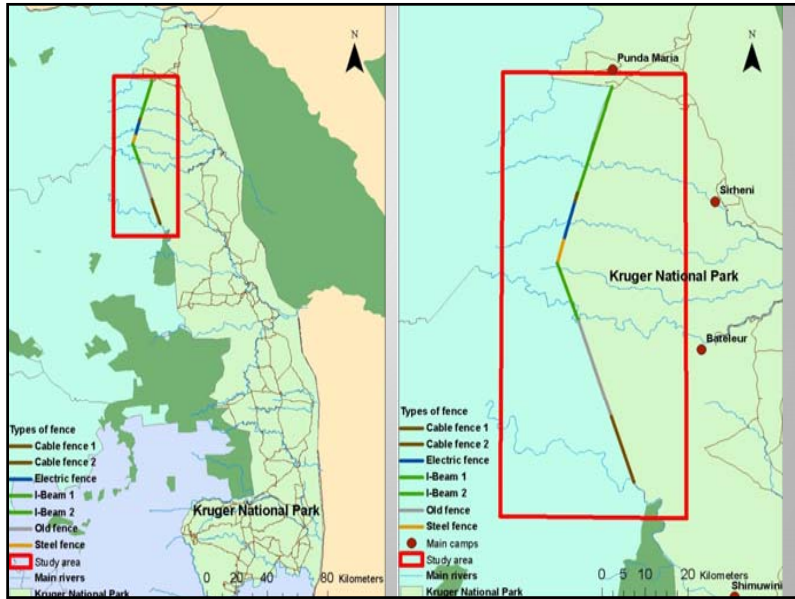 N
Types of fence
Cable fence 1
Cable fence 2
Electric fence
I-Beam 1
I-Beam 2
Old fence
Steel fence
Study area
Main rivers
Kruger National Park
Kruger National Park
0 20 40 80 Kilometers
N
Punda Maria
Sirheni
Kruger National Park
Bateleur
Types of fence
Cable fence 1
Cable fence 2
Electric fence
I-Beam 1
I-Beam 2
Old fence
Steel fence
Main camps
Study area
Main rivers
Kruger National Park
0 5 10 20 Kilometers
Shimuwini